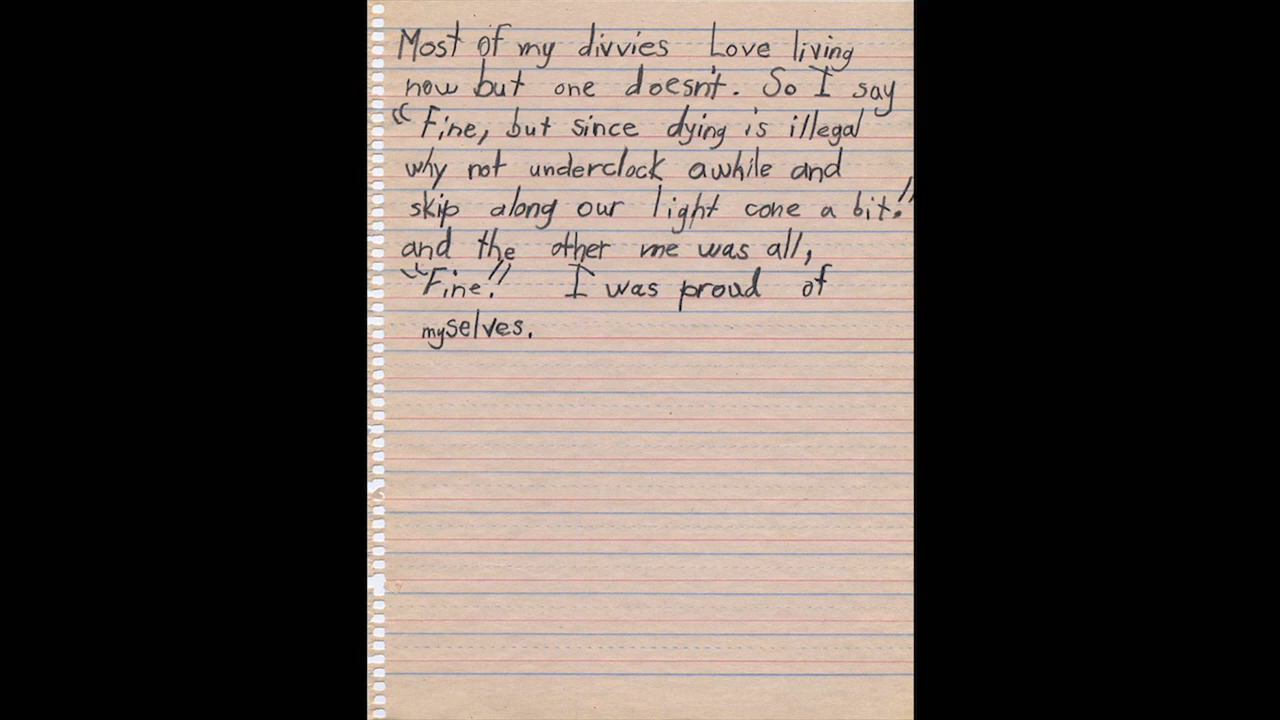 Most of my divvies Love living
now but one doesn't. So I say
"Fine, but since dying is illegal
why not underclock awhile and
skip along our light cone a bit."
and the other me was all,
"Fine." I was proud of
myselves.